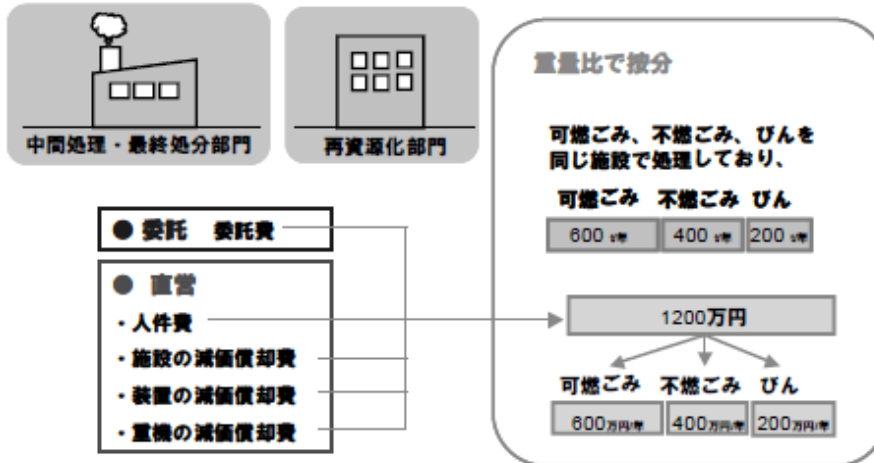 中間処理・最終処分部門
再資源化部門
● 委託 委託費
● 直営
・人件費
・施設の減価償却費
・装置の減価償却費
・重機の減価償却費
重量比で按分
可燃ごみ、不燃ごみ、びんを
同じ施設で処理しており、
可燃ごみ 不燃ごみ びん
600 t/年 400 t/年 200 t/年
1200万円
可燃ごみ 不燃ごみ びん
600万円/年 400万円/年 200万円/年